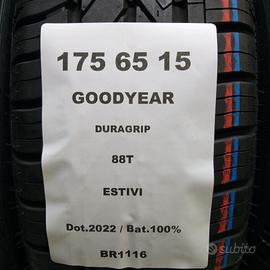 175 65 15
GOODYEAR
DURAGRIP
88T
ESTIVI
Dot.2022 / Bat.100%
BR1116
subito